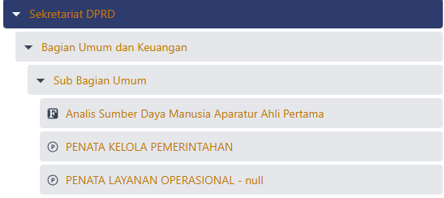 Sekretariat DPRD
Bagian Umum dan Keuangan
Sub Bagian Umum
F Analis Sumber Daya Manusia Aparatur Ahli Pertama
P PENATA KELOLA PEMERINTAHAN
P PENATA LAYANAN OPERASIONAL - null